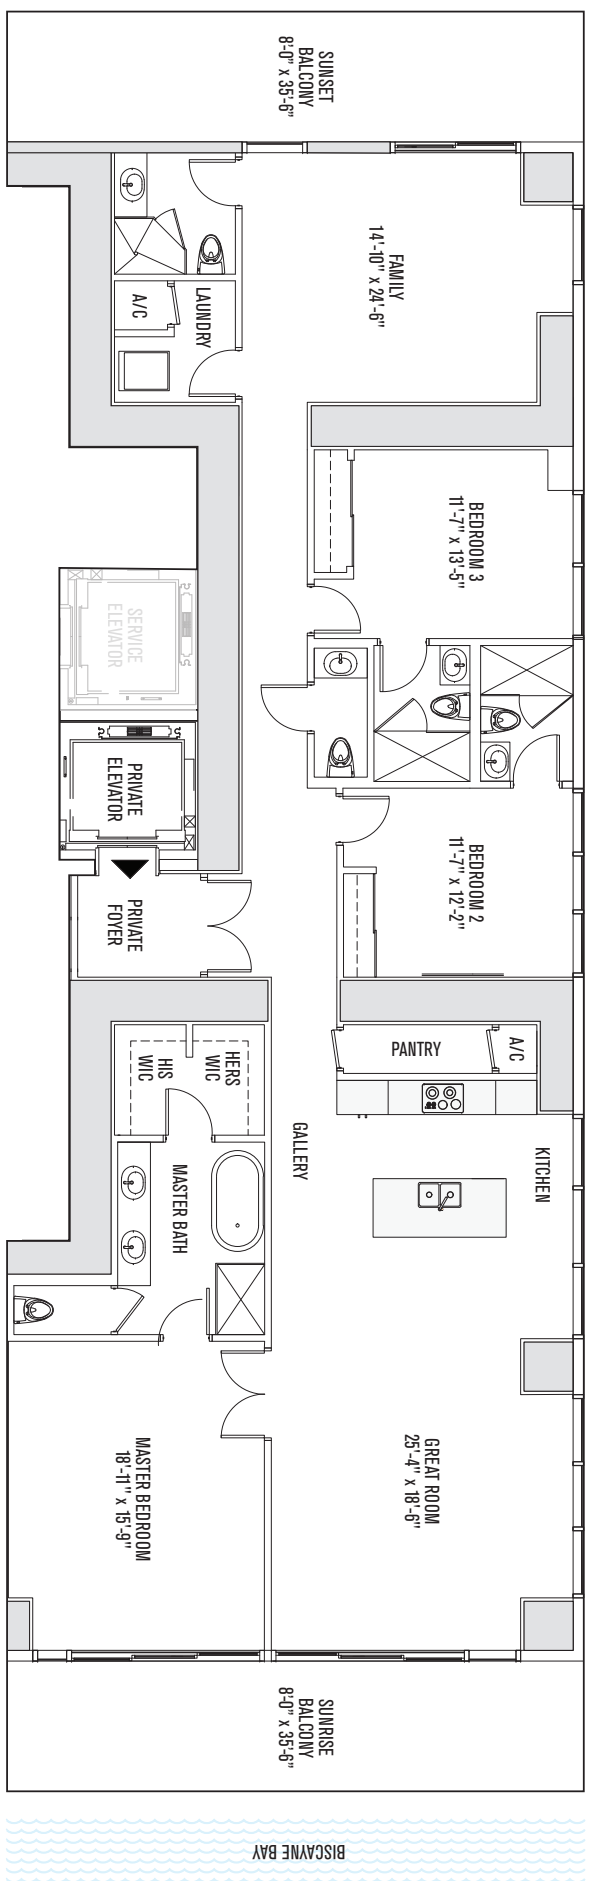 SUNSET
BALCONY
8'-0" x 35'-6"
FAMILY
14'-10" x 24'-6"
A/C
LAUNDRY
BEDROOM 3
11'-7" x 13'-5"
SERVICE
ELEVATOR
PRIVATE
ELEVATOR
PRIVATE
FOYER
BEDROOM 2
11'-7" x 12'-2"
PANTRY
A/C
HERS
WIC
HIS
WIC
GALLERY
KITCHEN
MASTER BATH
GREAT ROOM
25'-4" x 18'-6"
MASTER BEDROOM
18'-11" x 15'-9"
SUNRISE
BALCONY
8'-0" x 35'-6"
BISCAYNE BAY